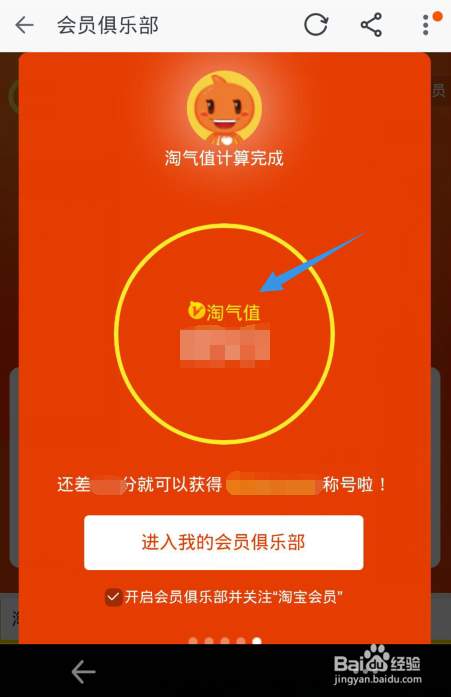 会员俱乐部
员
淘气值计算完成
淘气值
还差 分就可以获得 称号啦！
进入我的会员俱乐部
开启会员俱乐部并关注“淘宝会员”
Baidu经验
jingyan.baidu.com